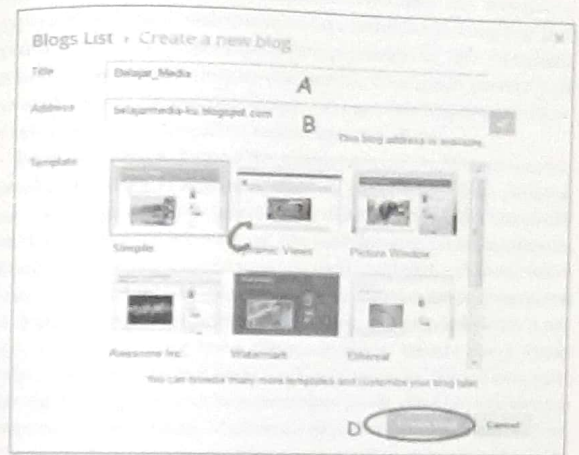 Blogs List › Create a new blog ×
Title Belajar_Media A
Address belajarmedia-ku.blogspot.com B
This blog address is available.
Template
C
Simple Dynamic Views Picture Window
Awesome Inc. Watermark Ethereal
You can browse many more templates and customize your blog later.
D Cancel